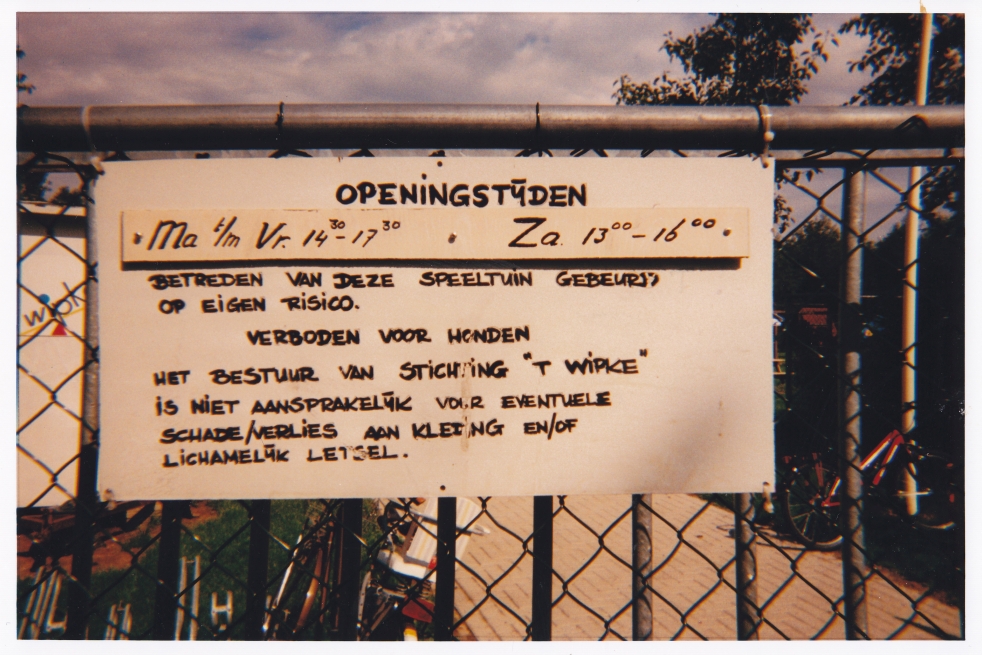 OPENINGSTIJDEN
Ma t/m Vr. 14³⁰-17³⁰ Za. 13⁰⁰-16⁰⁰
BETREDEN VAN DEZE SPEELTUIN GEBEURT
OP EIGEN RISICO.
VERBODEN VOOR HONDEN
HET BESTUUR VAN STICHTING "T WIPKE"
IS NIET AANSPRAKELIJK VOOR EVENTUELE
SCHADE/VERLIES AAN KLEDING EN/OF
LICHAMELIJK LETSEL.
wipk